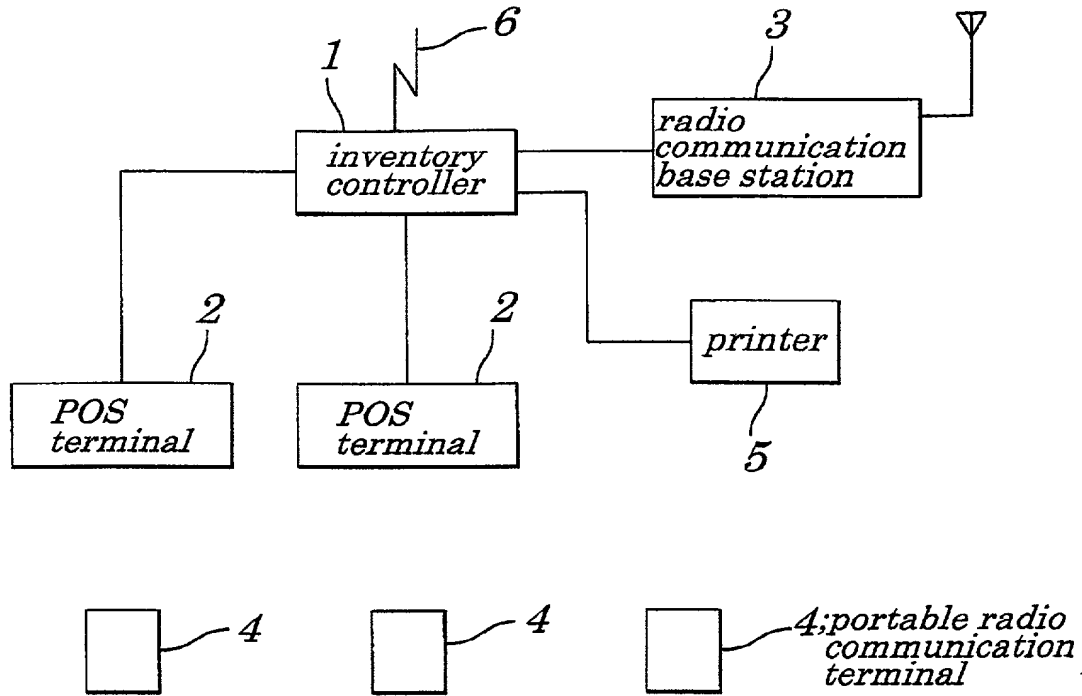 6
1
3
inventory
controller
radio
communication
base station
2
2
POS
terminal
POS
terminal
printer
5
4
4
4;portable radio
communication
terminal